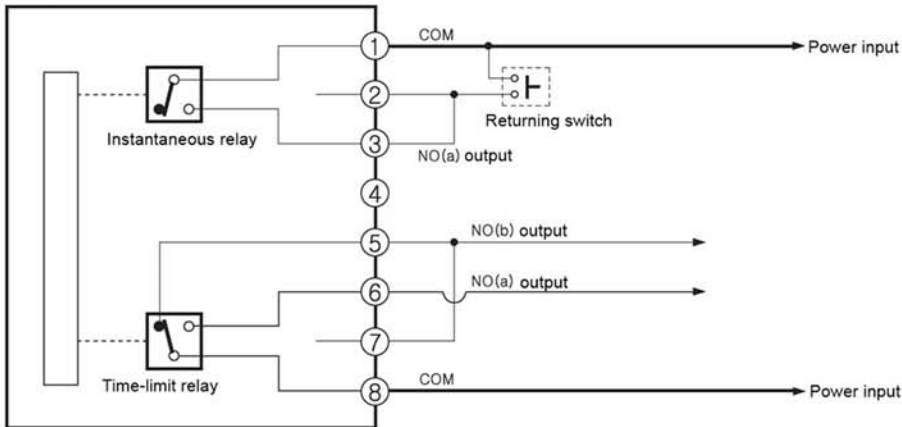 1 COM Power input
2
Returning switch
Instantaneous relay
3
NO(a) output
4
5 NO(b) output
6 NO(a) output
7
Time-limit relay
8 COM Power input